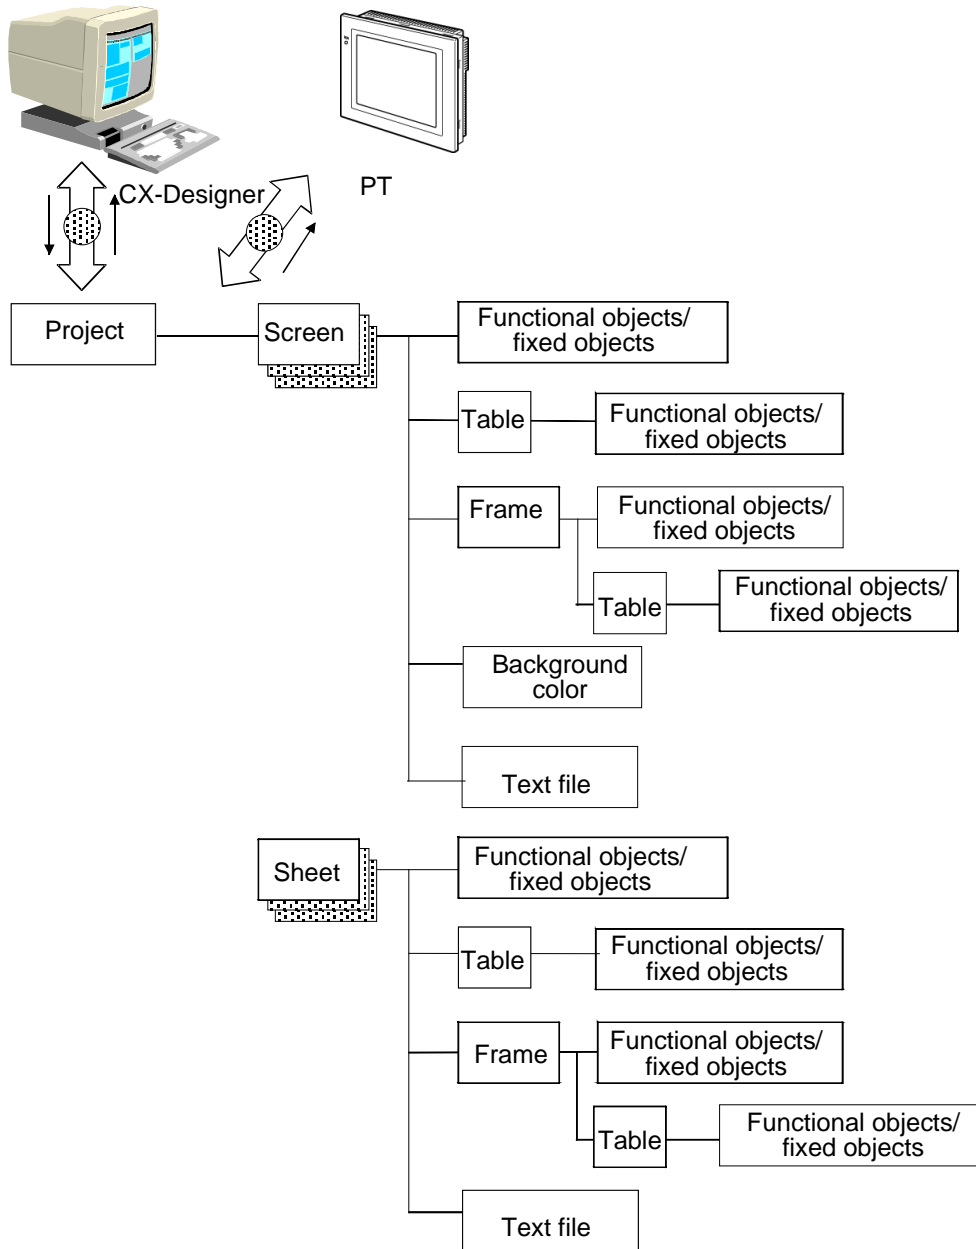 CX-Designer
PT
Project
Screen
Functional objects/
fixed objects
Table
Functional objects/
fixed objects
Frame
Functional objects/
fixed objects
Table
Functional objects/
fixed objects
Background
color
Text file
Sheet
Functional objects/
fixed objects
Table
Functional objects/
fixed objects
Frame
Functional objects/
fixed objects
Table
Functional objects/
fixed objects
Text file